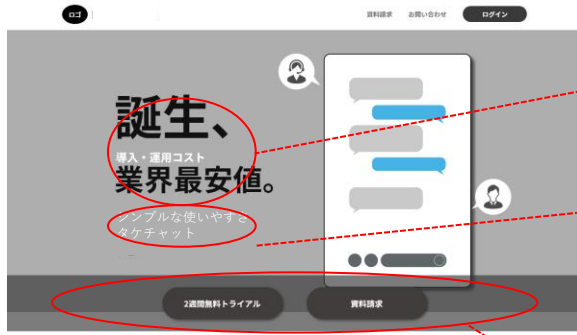 ロゴ
資料請求 お問い合わせ ログイン
誕生、
導入・運用コスト
業界最安値。
シンプルな使いやすさ
タケチャット
2週間無料トライアル 資料請求